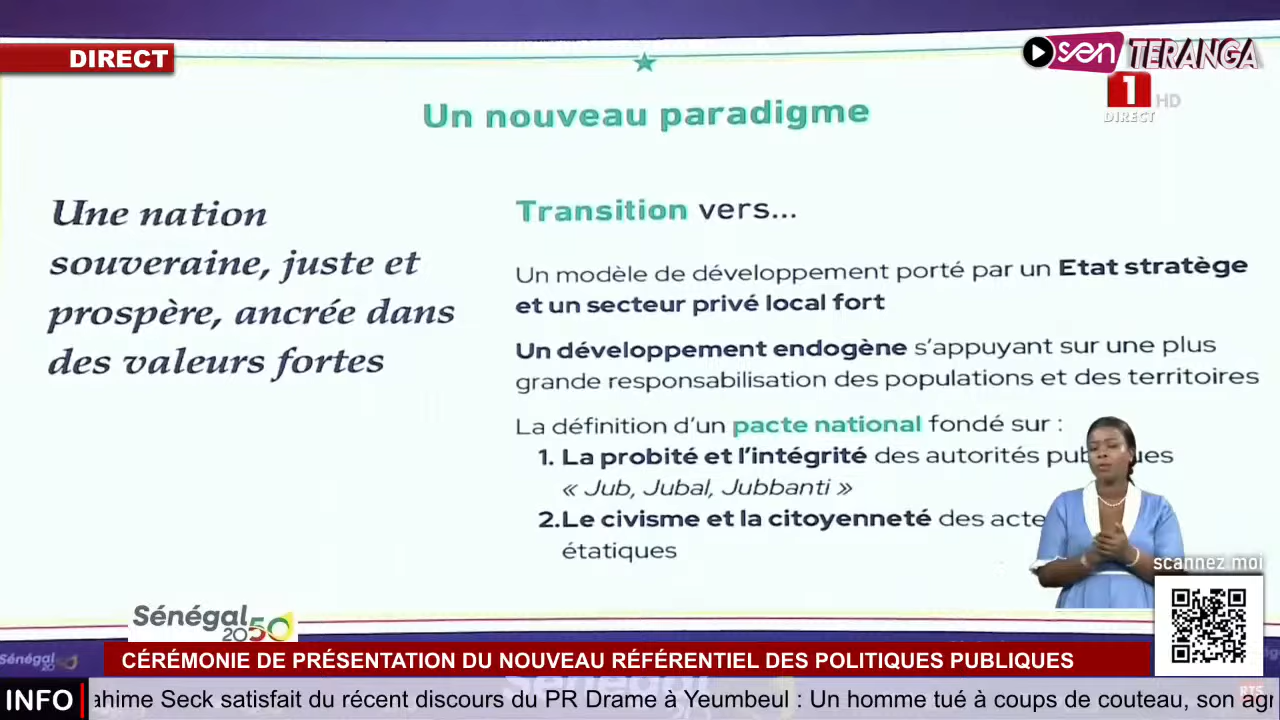 DIRECT
sen TERANGA
1 HD
DIRECT
Un nouveau paradigme
Une nation
souveraine, juste et
prospère, ancrée dans
des valeurs fortes
Transition vers...
Un modèle de développement porté par un Etat stratège
et un secteur privé local fort
Un développement endogène s'appuyant sur une plus
grande responsabilisation des populations et des territoires
La définition d'un pacte national fondé sur :
1. La probité et l'intégrité des autorités
« Jub, Jubal, Jubbanti »
2.Le civisme et la citoyenneté des
étatiques
scannez moi
Sénégal
2050
Sénégal
CÉRÉMONIE DE PRÉSENTATION DU NOUVEAU RÉFÉRENTIEL DES POLITIQUES PUBLIQUES
INFO
Seck satisfait du récent discours du PR Drame à Yeumbeul : Un homme tué à coups de couteau, son
RTS